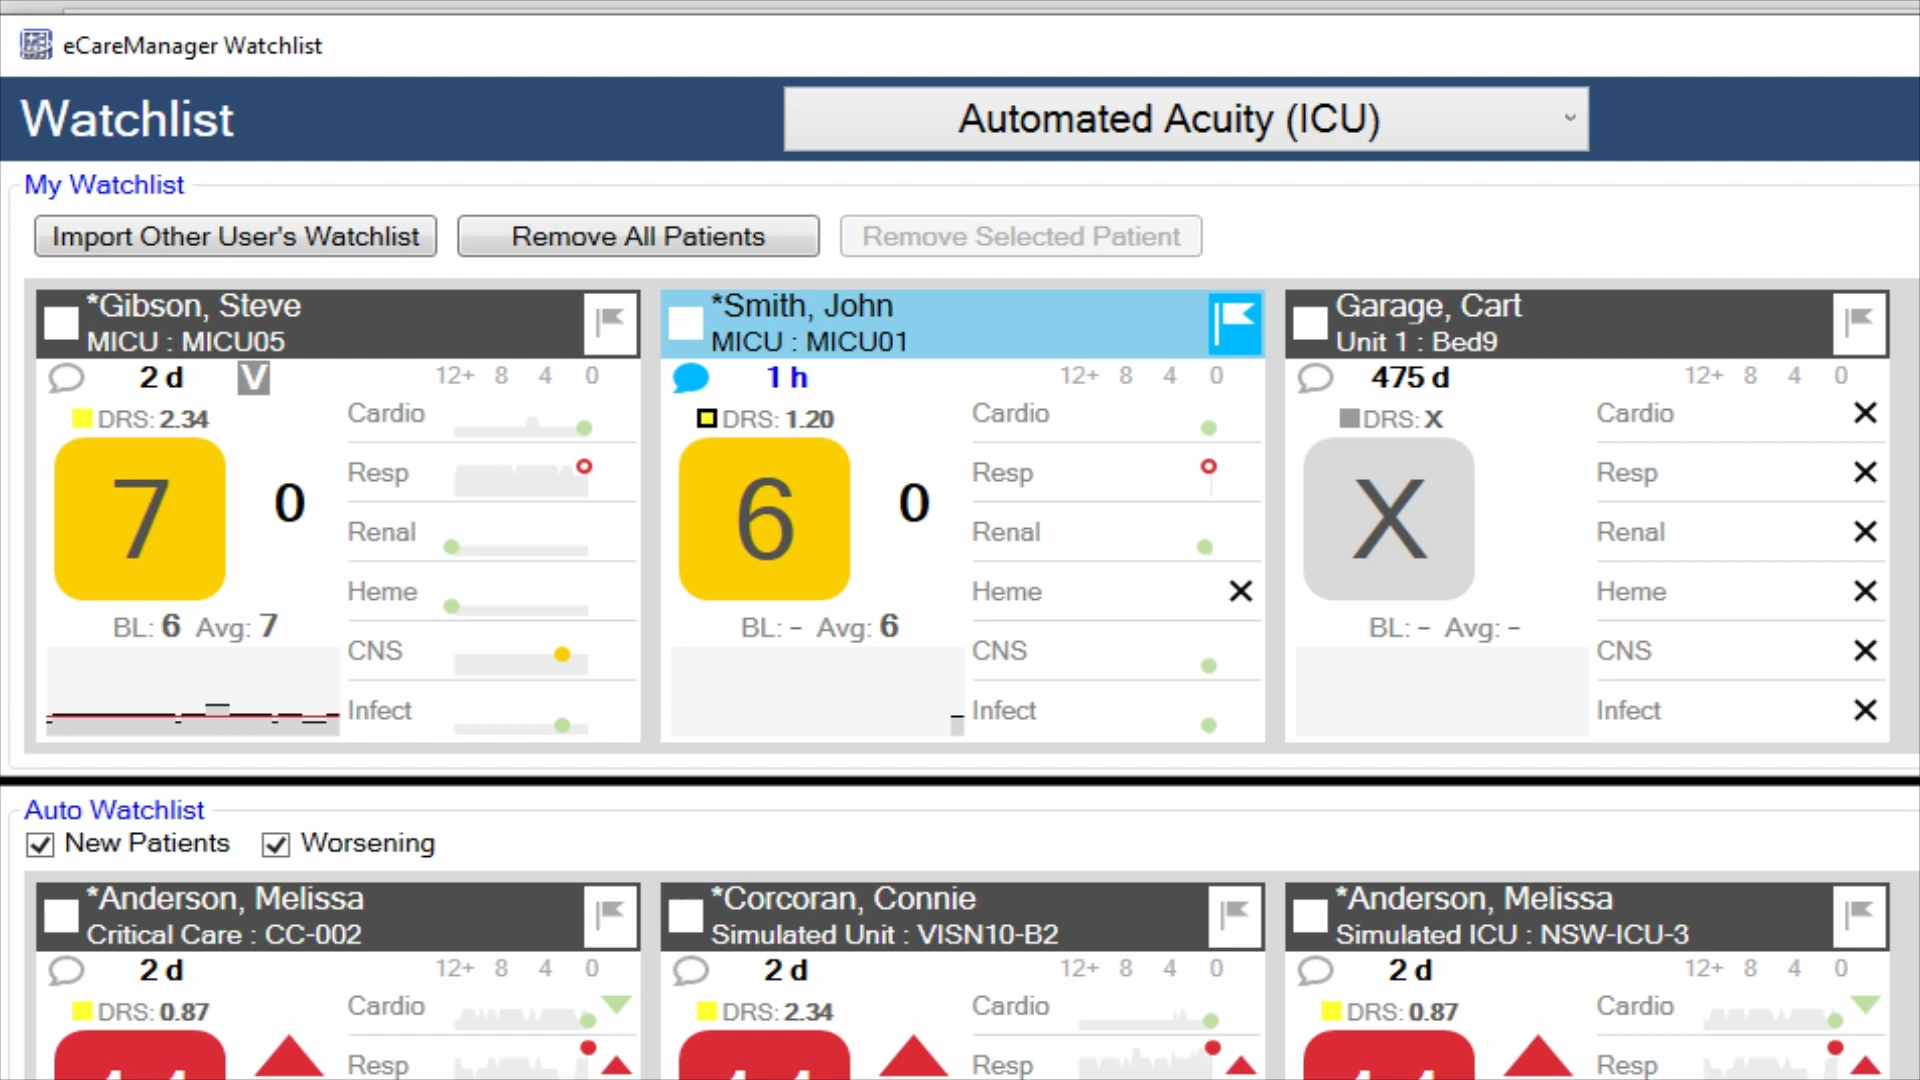 eCareManager Watchlist
Watchlist
Automated Acuity (ICU)
My Watchlist
Import Other User's Watchlist
Remove All Patients
Remove Selected Patient
*Gibson, Steve
MICU : MICU05
2 d
V
12+ 8 4 0
DRS: 2.34
7
0
BL: 6 Avg: 7
Cardio
Resp
Renal
Heme
CNS
Infect
*Smith, John
MICU : MICU01
1 h
12+ 8 4 0
DRS: 1.20
6
0
BL: - Avg: 6
Cardio
Resp
Renal
Heme X
CNS
Infect
Garage, Cart
Unit 1 : Bed9
475 d
12+ 8 4 0
DRS: X
X
BL: - Avg: -
Cardio X
Resp X
Renal X
Heme X
CNS X
Infect X
Auto Watchlist
New Patients
Worsening
*Anderson, Melissa
Critical Care : CC-002
2 d
12+ 8 4 0
DRS: 0.87
Cardio
Resp
*Corcoran, Connie
Simulated Unit : VISN10-B2
2 d
12+ 8 4 0
DRS: 2.34
Cardio
Resp
*Anderson, Melissa
Simulated ICU : NSW-ICU-3
2 d
12+ 8 4 0
DRS: 0.87
Cardio
Resp